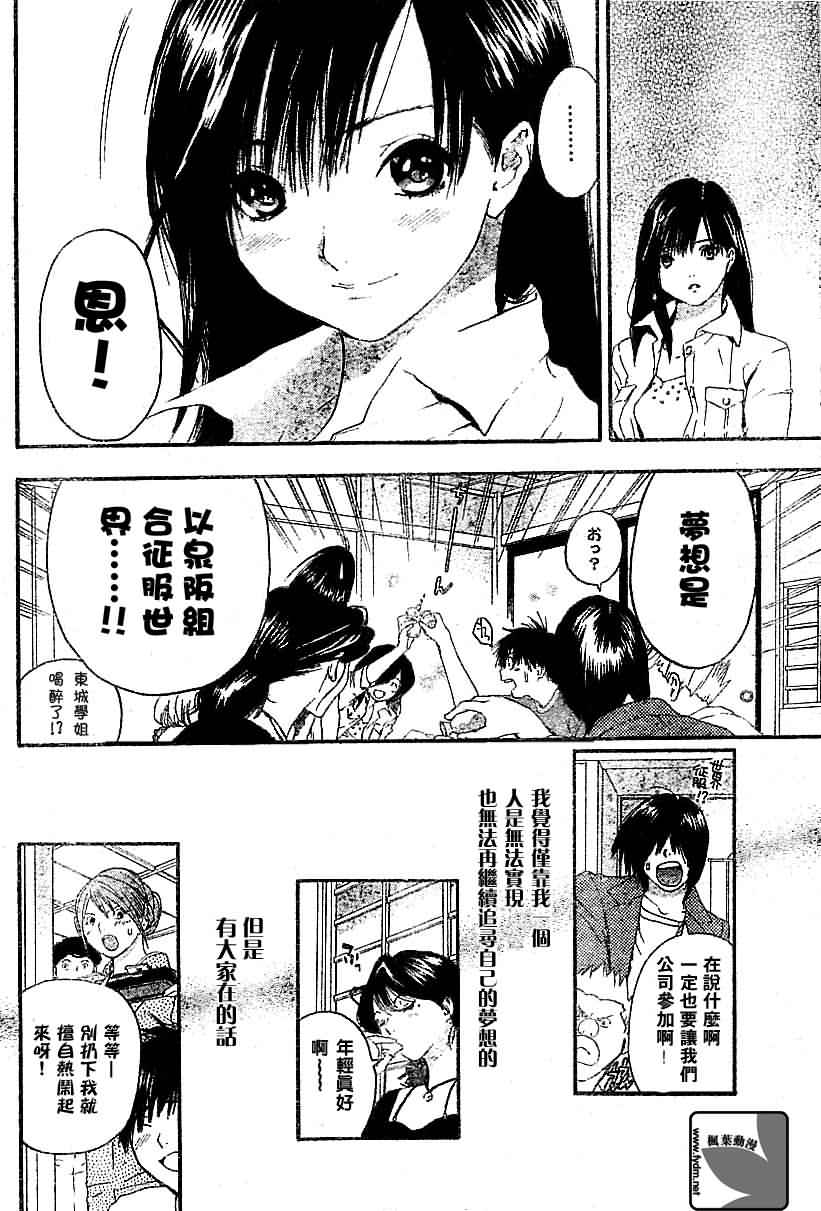 ………
恩！
夢想是
おっ？
以泉阪組
合征服世
界……!!
東城學姐
喝醉了!?
世界
征服!?
在說什麼啊
一定也要讓我們
公司參加啊！
我覺得僅靠我一個
人是無法實現
也無法再繼續追尋自己的夢想的
年輕真好
啊～～
但是
有大家在的話
等等—
別扔下我就
擅自熱鬧起
來呀！
楓葉動漫
www.fydm.net